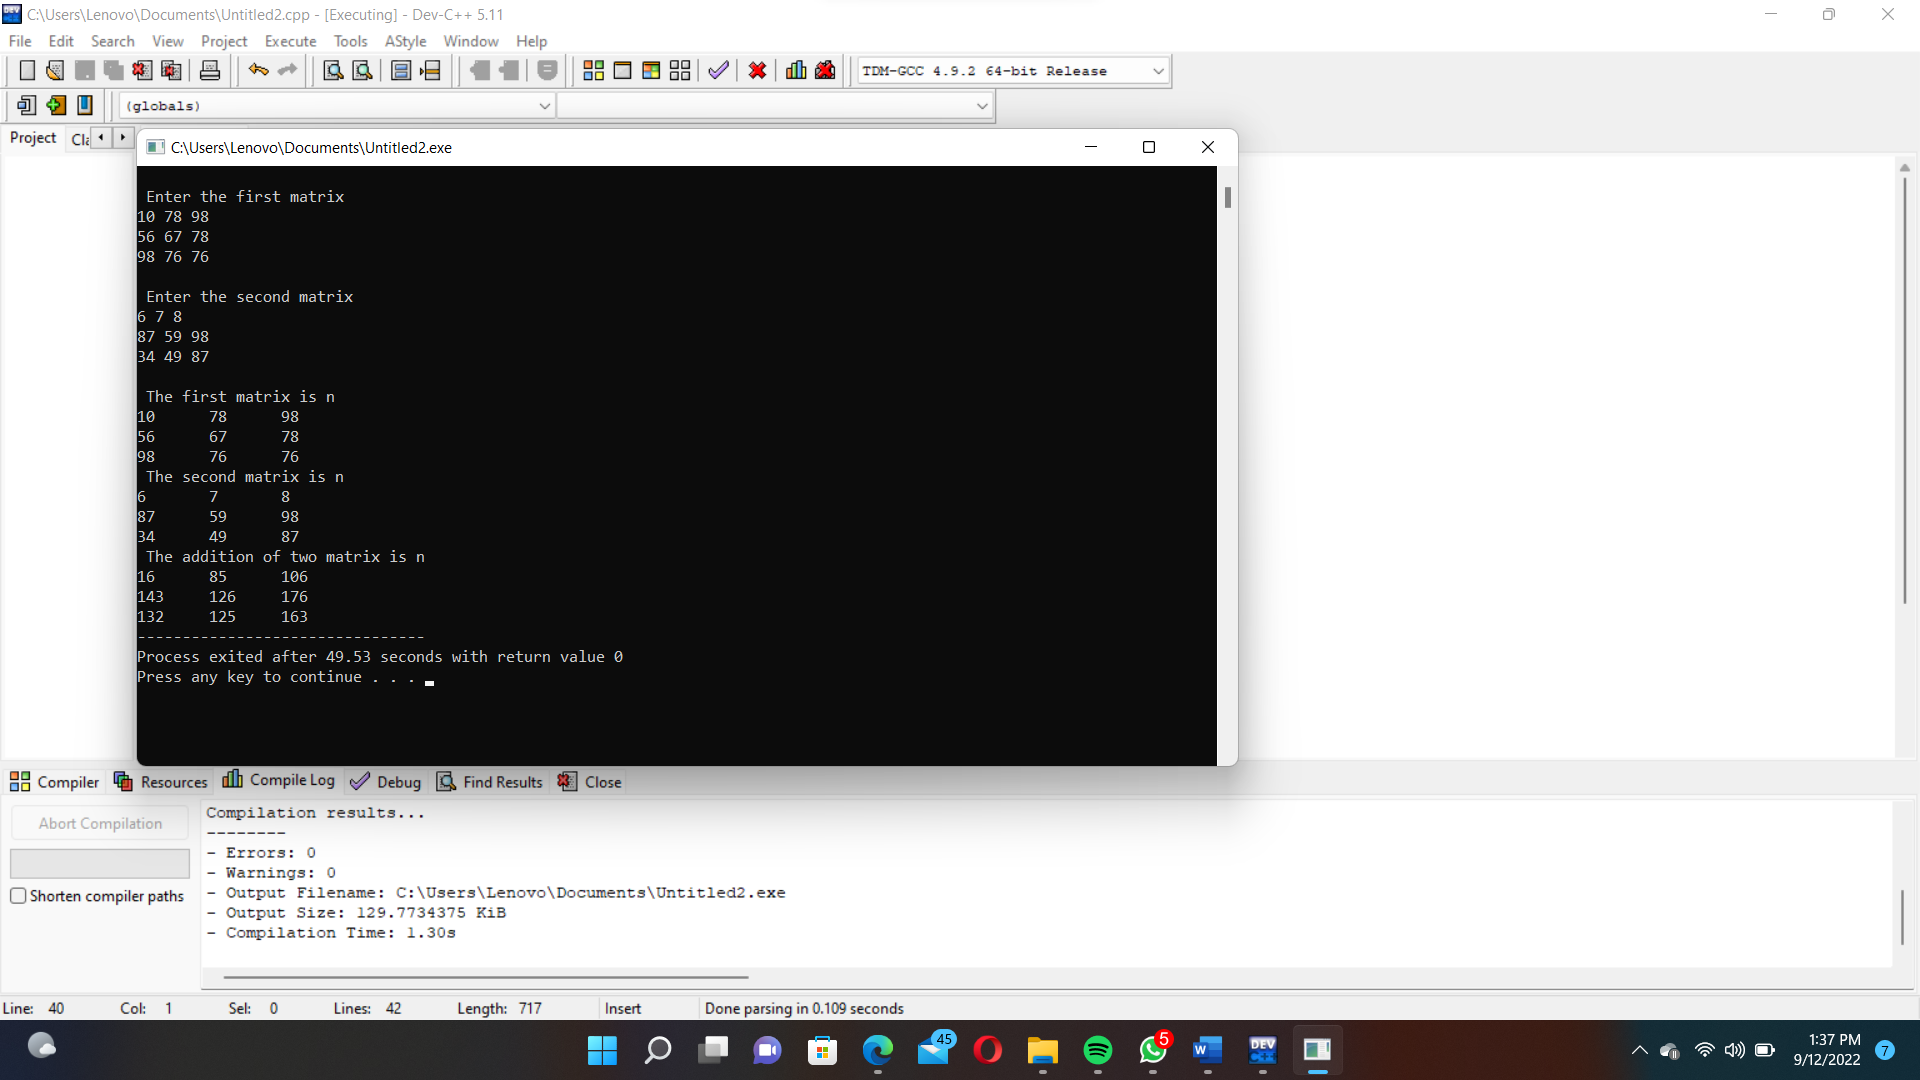 C:\Users\Lenovo\Documents\Untitled2.cpp - [Executing] - Dev-C++ 5.11
File Edit Search View Project Execute Tools AStyle Window Help
TDM-GCC 4.9.2 64-bit Release
(globals)
Project Cla
C:\Users\Lenovo\Documents\Untitled2.exe
Enter the first matrix
10 78 98
56 67 78
98 76 76
Enter the second matrix
6 7 8
87 59 98
34 49 87
The first matrix is n
10 78 98
56 67 78
98 76 76
The second matrix is n
6 7 8
87 59 98
34 49 87
The addition of two matrix is n
16 85 106
143 126 176
132 125 163
--------------------------------
Process exited after 49.53 seconds with return value 0
Press any key to continue . . .
Compiler Resources Compile Log Debug Find Results Close
Abort Compilation
Shorten compiler paths
Compilation results...
--------
- Errors: 0
- Warnings: 0
- Output Filename: C:\Users\Lenovo\Documents\Untitled2.exe
- Output Size: 129.7734375 KiB
- Compilation Time: 1.30s
Line: 40 Col: 1 Sel: 0 Lines: 42 Length: 717 Insert Done parsing in 0.109 seconds
45
5
W
DEV C++
1:37 PM
9/12/2022
7